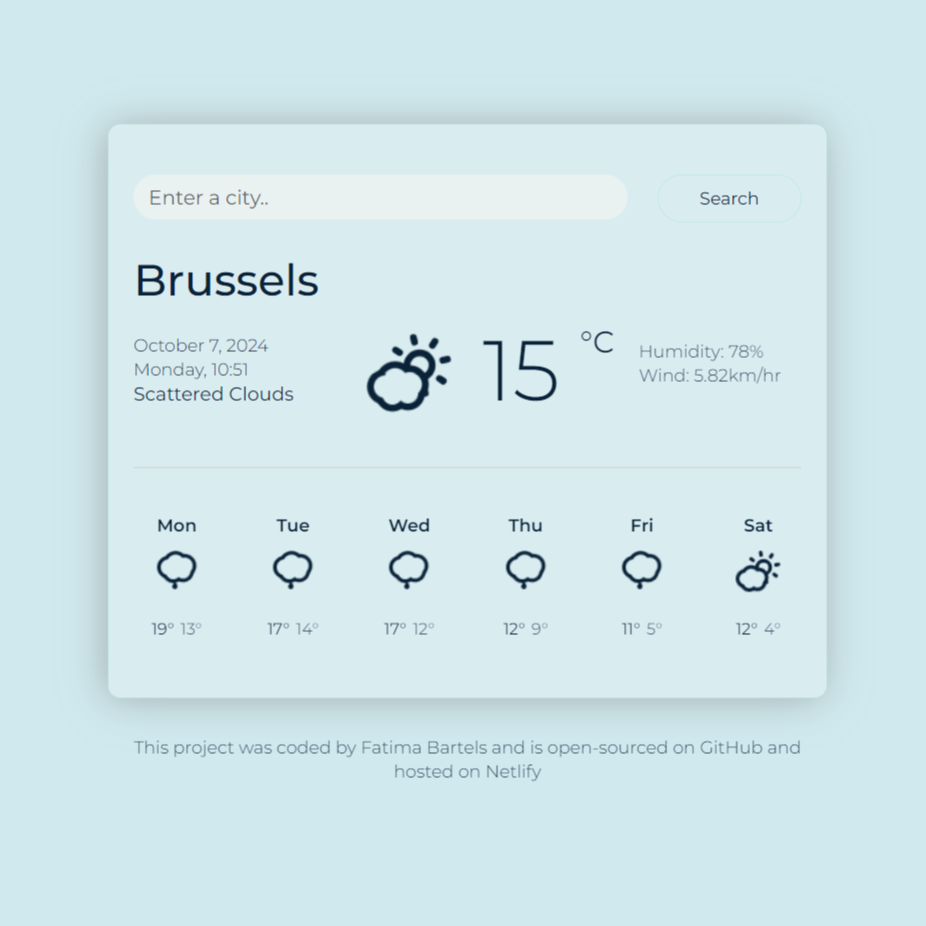 Enter a city..
Search
Brussels
October 7, 2024
Monday, 10:51
Scattered Clouds
15 °C
Humidity: 78%
Wind: 5.82km/hr
Mon Tue Wed Thu Fri Sat
19° 13° 17° 14° 17° 12° 12° 9° 11° 5° 12° 4°
This project was coded by Fatima Bartels and is open-sourced on GitHub and
hosted on Netlify